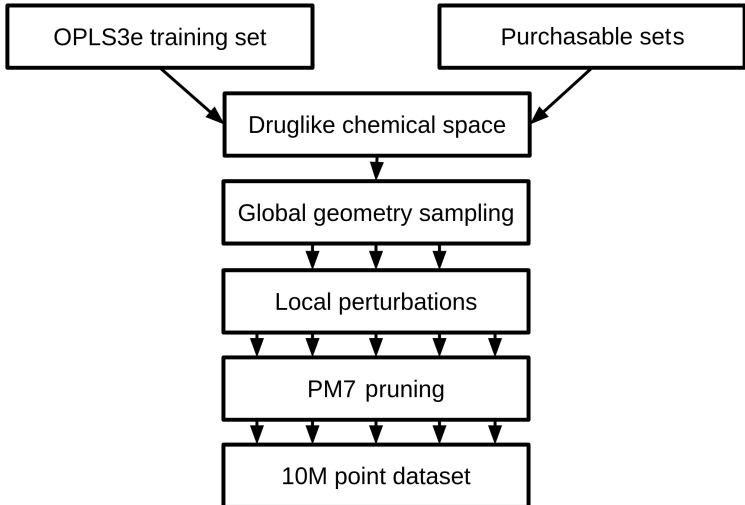 OPLS3e training set
Purchasable sets
Druglike chemical space
Global geometry sampling
Local perturbations
PM7 pruning
10M point dataset